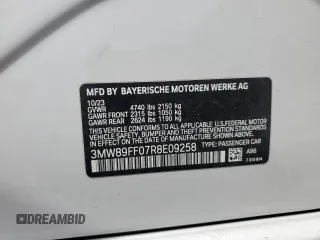 MFD BY BAYERISCHE MOTOREN WERKE AG
10/23
GVWR 4740 lbs 2150 kg
GAWR FRONT 2315 lbs 1050 kg
GAWR REAR 2624 lbs 1190 kg
THIS VEHICLE CONFORMS TO ALL APPLICABLE U.S. FEDERAL MOTOR
VEHICLE SAFETY, BUMPER, AND THEFT PREVENTION STANDARDS
IN EFFECT ON THE DATE OF MANUFACTURE SHOWN ABOVE.
3MW89FF07R8E09258 TYPE: PASSENGER CAR
A96
AUTOBIDMASTER